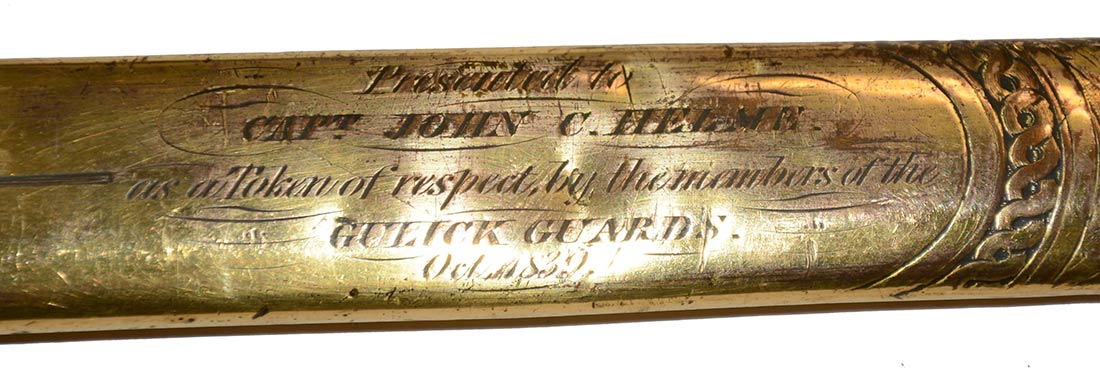 Presented to
CAPT. JOHN C. HELME.
as a Token of respect, by the members of the
GULICK GUARDS.
Oct. 1839.